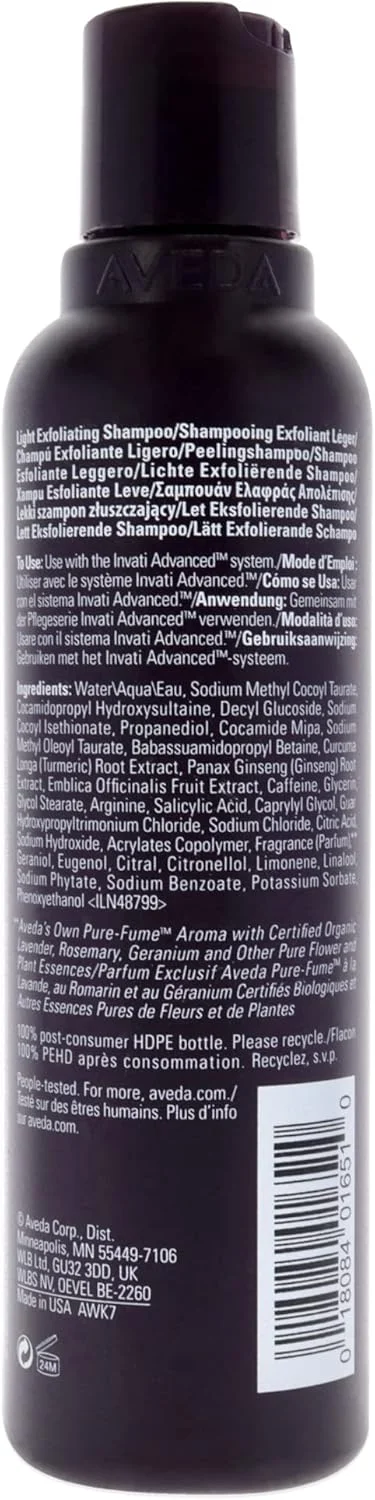 AVEDA
Light Exfoliating Shampoo/Shampooing Exfoliant Léger/
Champú Exfoliante Ligero/Peelingshampoo/Shampoo
Esfoliante Leggero/Lichte Exfoliërende Shampoo/
Xampu Esfoliante Leve/Σαμπουάν Ελαφράς Απολέπισης/
Lekki szampon złuszczający/Let Eksfolierende Shampoo/
Lett Eksfolierende Shampoo/Lätt Exfolierande Schampo
To Use: Use with the Invati Advanced™ system./Mode d'Emploi :
Utiliser avec le système Invati Advanced.™/Cómo se Usa: Usar
con el sistema Invati Advanced.™/Anwendung: Gemeinsam mit
der Pflegeserie Invati Advanced™ verwenden./Modalità d'uso:
Usare con il sistema Invati Advanced.™/Gebruiksaanwijzing:
Gebruiken met het Invati Advanced™-systeem.
Ingredients: Water\Aqua\Eau, Sodium Methyl Cocoyl Taurate,
Cocamidopropyl Hydroxysultaine, Decyl Glucoside, Sodium
Cocoyl Isethionate, Propanediol, Cocamide Mipa, Sodium
Methyl Oleoyl Taurate, Babassuamidopropyl Betaine, Curcuma
Longa (Turmeric) Root Extract, Panax Ginseng (Ginseng) Root
Extract, Emblica Officinalis Fruit Extract, Caffeine, Glycerin,
Glycol Stearate, Arginine, Salicylic Acid, Caprylyl Glycol, Guar
Hydroxypropyltrimonium Chloride, Sodium Chloride, Citric Acid,
Sodium Hydroxide, Acrylates Copolymer, Fragrance (Parfum),**
Geraniol, Eugenol, Citral, Citronellol, Limonene, Linalool,
Sodium Phytate, Sodium Benzoate, Potassium Sorbate,
Phenoxyethanol <ILN48799>
**Aveda's Own Pure-Fume™ Aroma with Certified Organic
Lavender, Rosemary, Geranium and Other Pure Flower and
Plant Essences/Parfum Exclusif Aveda Pure-Fume™ à la
Lavande, au Romarin et au Géranium Certifiés Biologiques et
Autres Essences Pures de Fleurs et de Plantes
100% post-consumer HDPE bottle. Please recycle./Flacon
100% PEHD après consommation. Recyclez, s.v.p.
People-tested. For more, aveda.com./
Testé sur des êtres humains. Plus d'info
sur aveda.com.
© Aveda Corp., Dist.
Minneapolis, MN 55449-7106
WLB Ltd, GU32 3DD, UK
WLBS NV, OEVEL BE-2260
Made in USA AWK7
24M
0 18084 01651 0